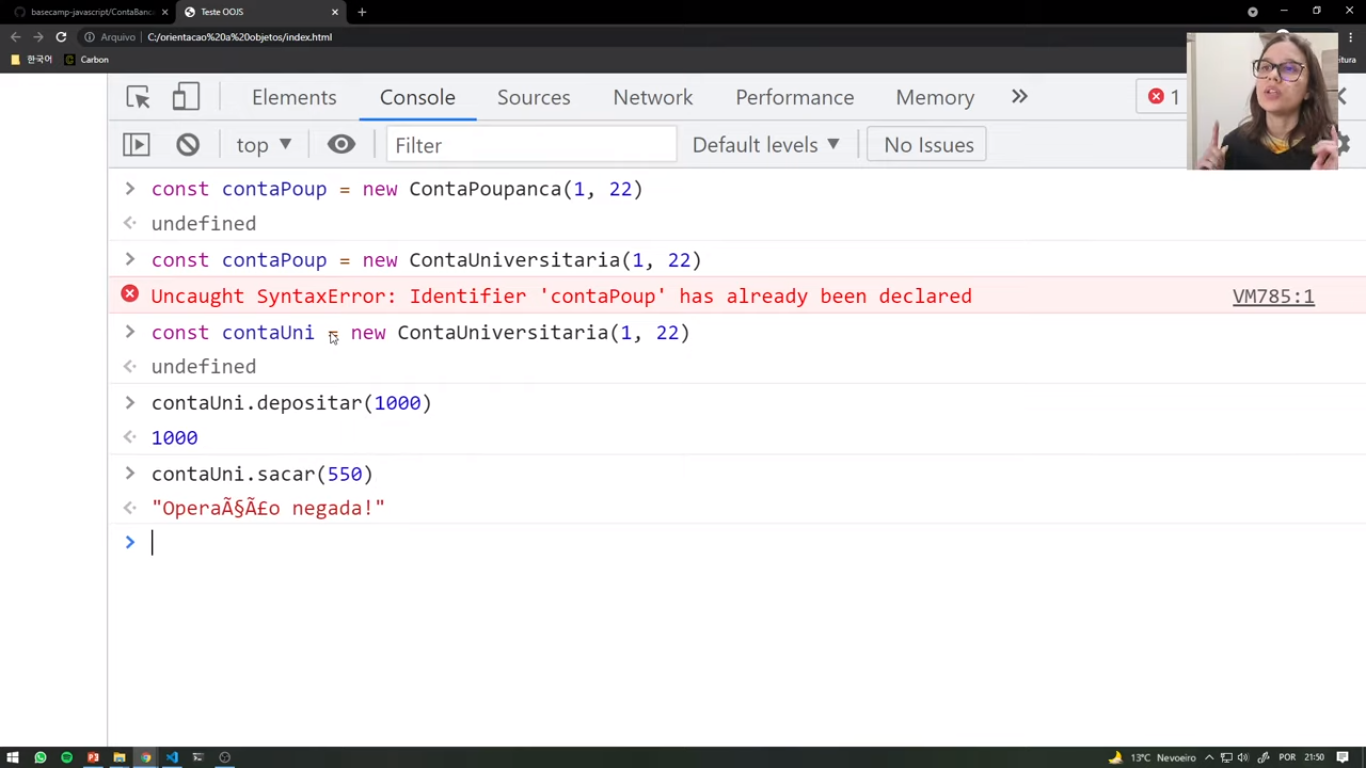 basecamp-javascript/ContaBanc
Teste OOJS
Arquivo
C:/orientacao%20a%20objetos/index.html
한국어
Carbon
itura
Elements
Console
Sources
Network
Performance
Memory
1
top
Filter
Default levels
No Issues
const contaPoup = new ContaPoupanca(1, 22)
undefined
const contaPoup = new ContaUniversitaria(1, 22)
Uncaught SyntaxError: Identifier 'contaPoup' has already been declared
VM785:1
const contaUni = new ContaUniversitaria(1, 22)
undefined
contaUni.depositar(1000)
1000
contaUni.sacar(550)
"OperaÃ§Ã£o negada!"
13°C Nevoeiro
POR
21:50